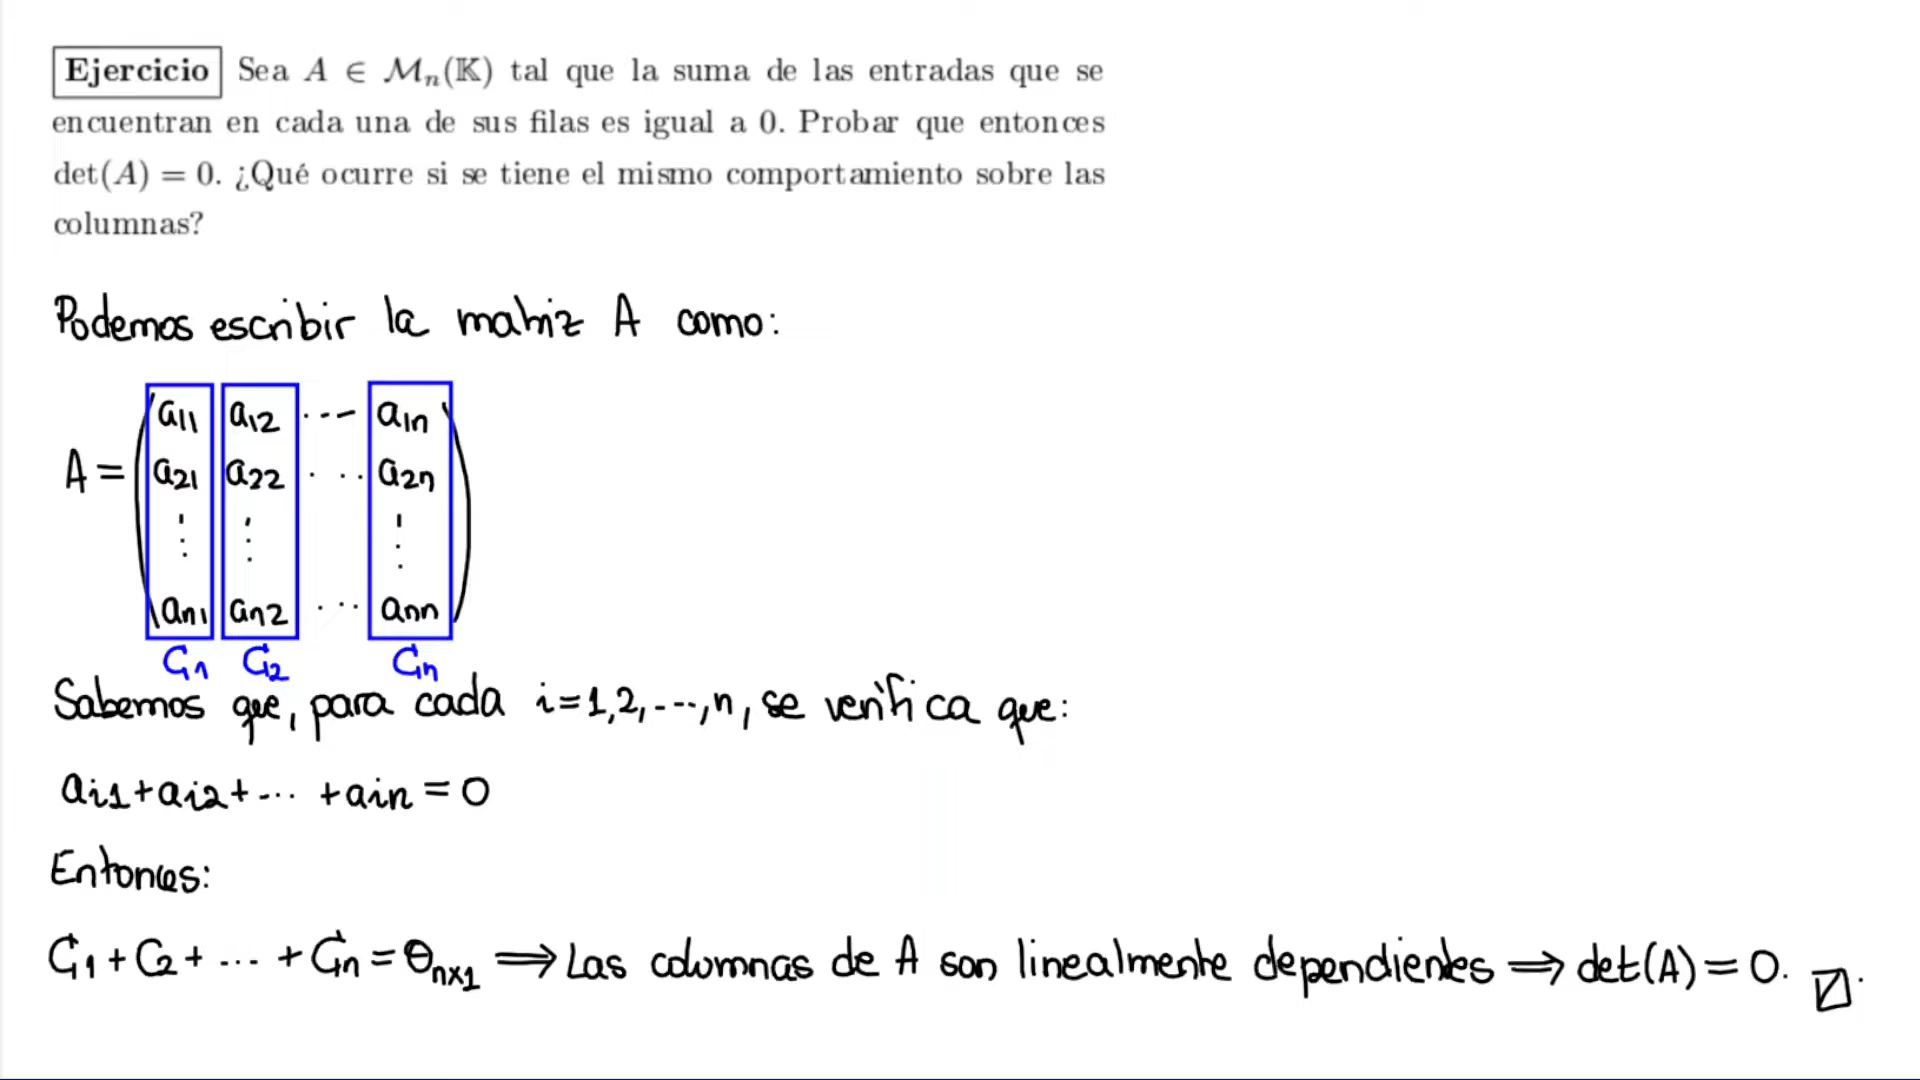 Ejercicio Sea A ∈ Mₙ(𝕂) tal que la suma de las entradas que se
encuentran en cada una de sus filas es igual a 0. Probar que entonces
det(A) = 0. ¿Qué ocurre si se tiene el mismo comportamiento sobre las
columnas?
Podemos escribir la matriz A como:
a11 a12 ... a1n
A = a21 a22 ... a2n
⋮ ⋮ ⋮
an1 an2 ... ann
C1 C2 Cn
Sabemos que, para cada i=1,2,...,n, se verifica que:
ai1+ai2+... +ain = 0
Entonces:
C1+C2+ ... +Cn = θnx1 ⟹ Las columnas de A son linealmente dependientes ⟹ det(A) = 0.